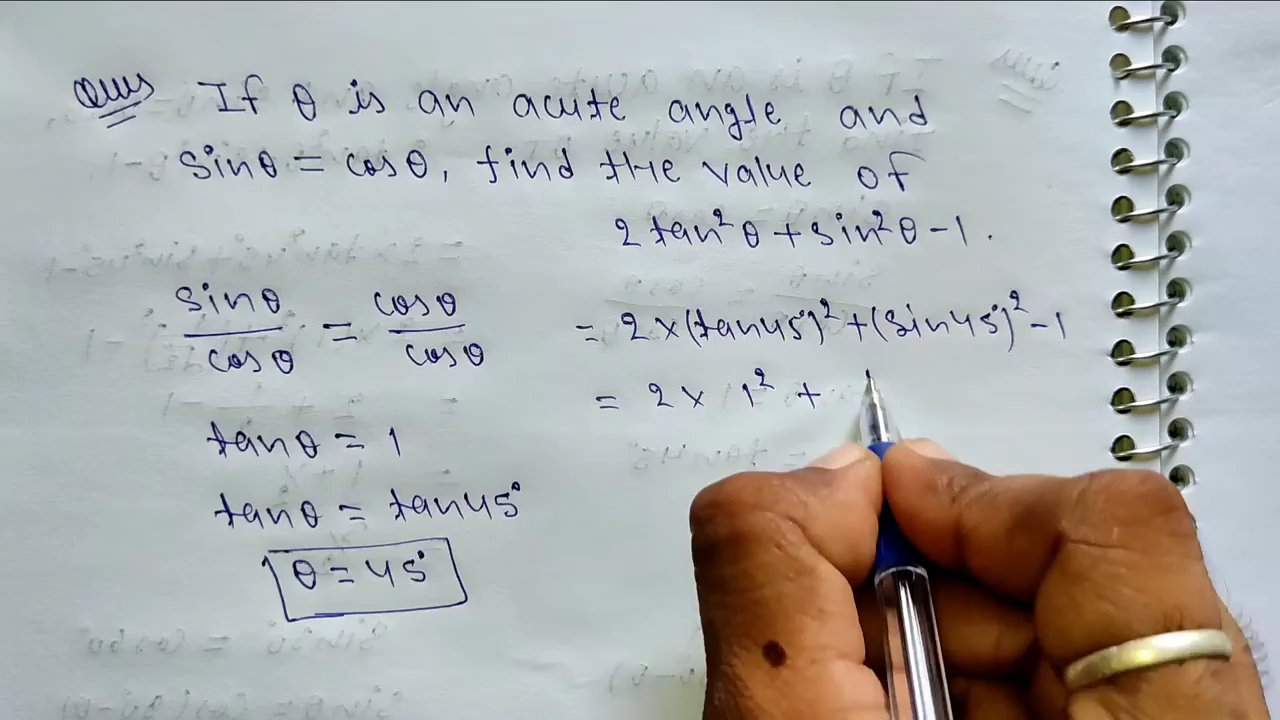 Ques If θ is an acute angle and
sinθ = cosθ, find the value of
2 tan²θ + sin²θ - 1.
sinθ/cosθ = cosθ/cosθ
tanθ = 1
tanθ = tan45°
θ = 45°
= 2 × (tan45°)² + (sin45°)² - 1
= 2 × 1² +